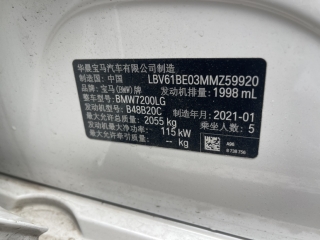 华晨宝马汽车有限公司制造
制造国: 中国 LBV61BE03MMZ59920
品牌: 宝马(BMW)牌 发动机排量: 1998 mL
整车型号: BMW7200LG
发动机型号: B48B20C 制造年月: 2021-01
最大允许总质量: 2055 kg 乘坐人数: 5
发动机最大净功率: 115 kW
最大允许牵引质量: -- kg
A96